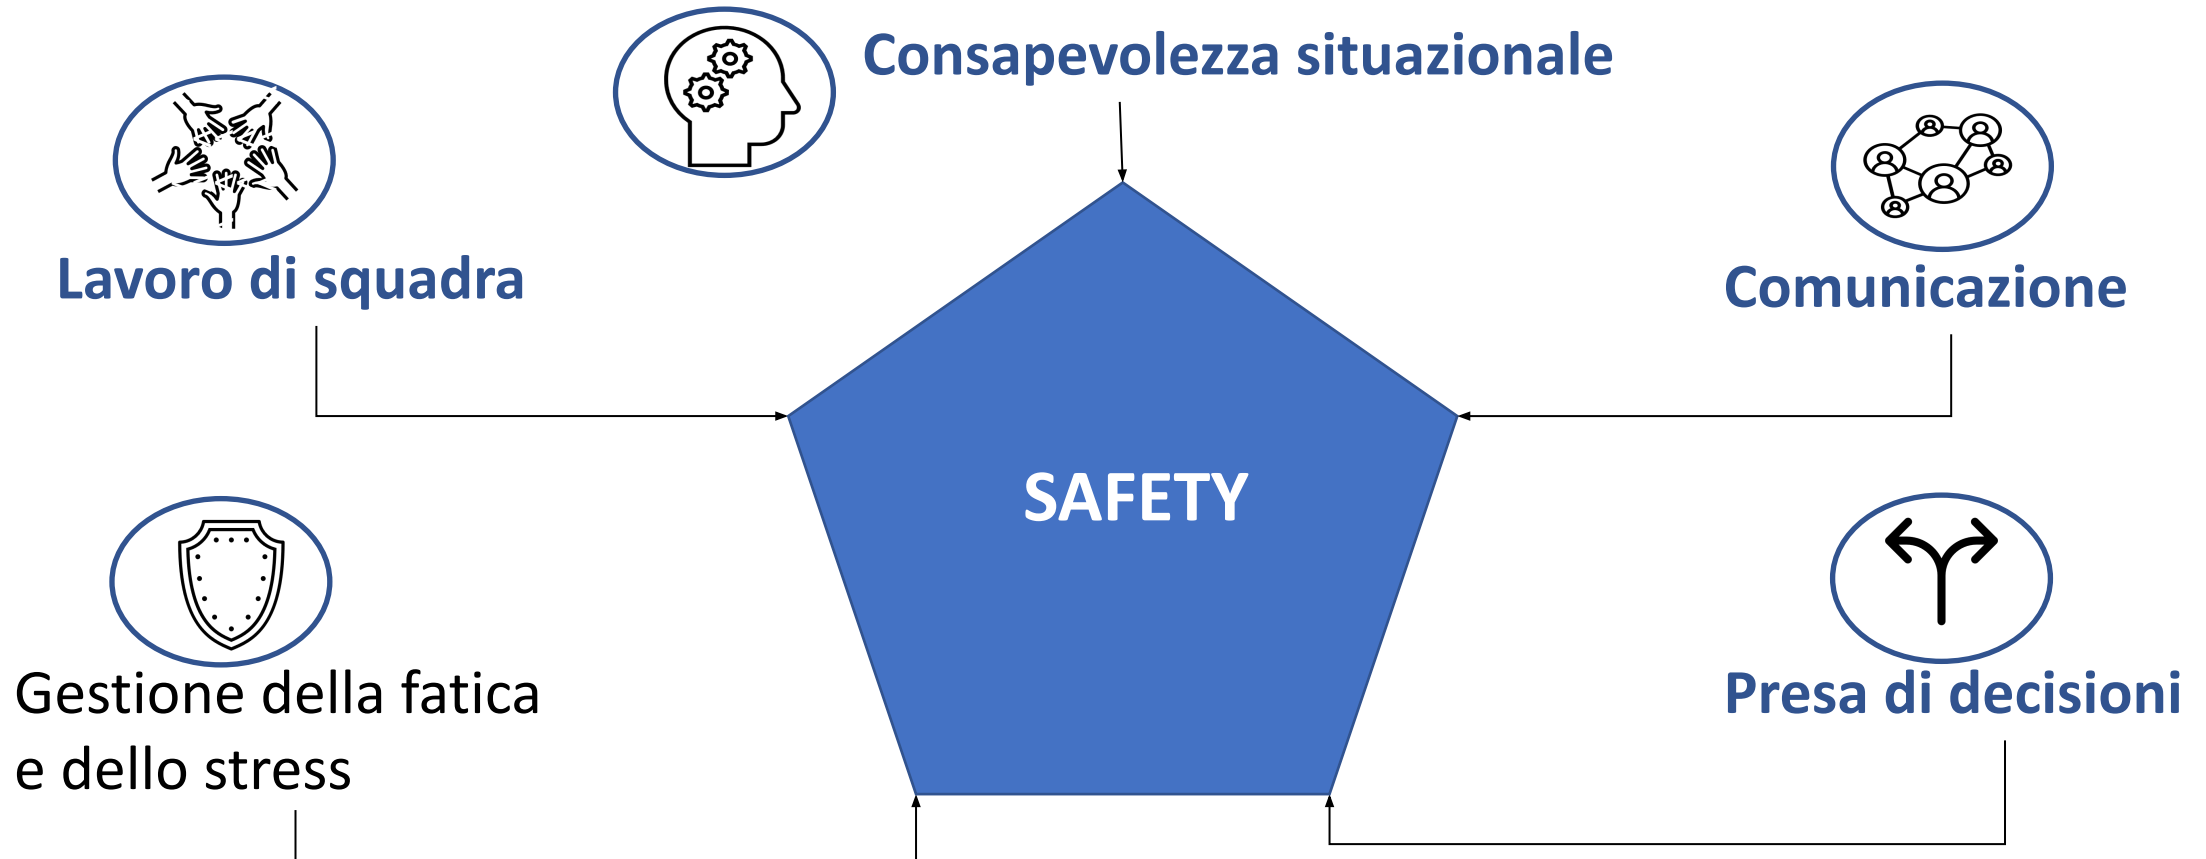 Consapevolezza situazionale
Lavoro di squadra
Comunicazione
SAFETY
Gestione della fatica
e dello stress
Presa di decisioni